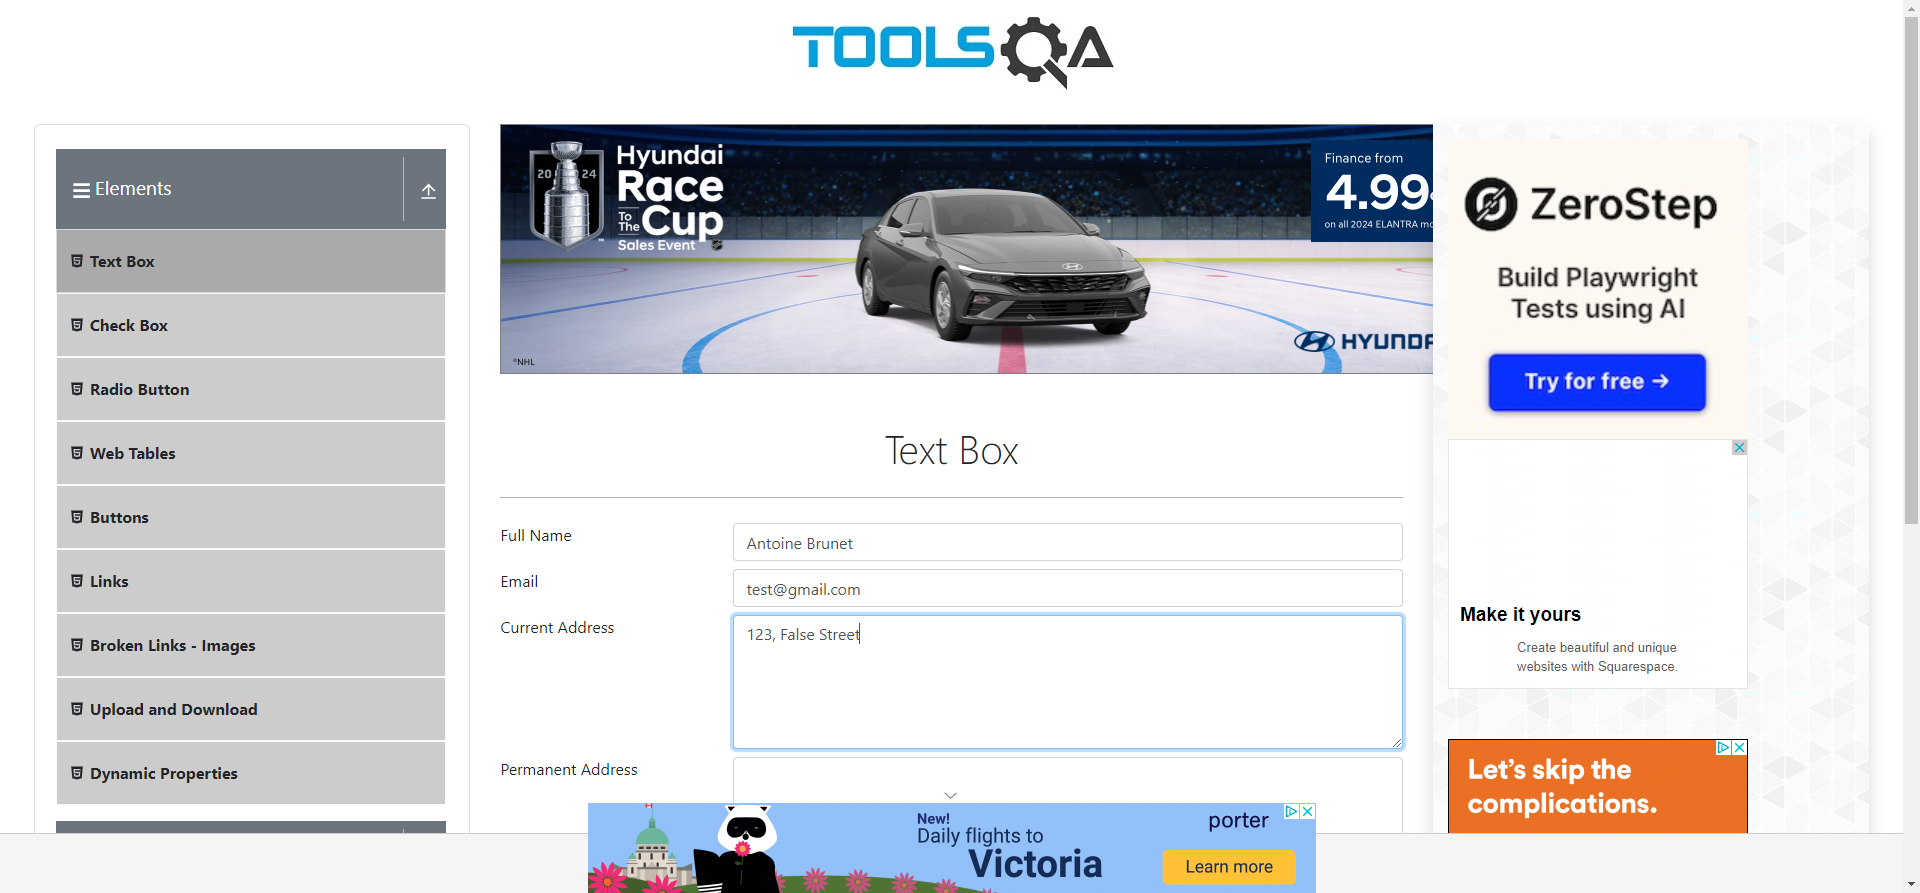 TOOLSQA
Elements
Text Box
Check Box
Radio Button
Web Tables
Buttons
Links
Broken Links - Images
Upload and Download
Dynamic Properties
20 24
Hyundai
Race
To The Cup
Sales Event
Finance from
4.99
on all 2024 ELANTRA mo
HYUNDA
°NHL
Text Box
Full Name
Antoine Brunet
Email
test@gmail.com
Current Address
123, False Street
Permanent Address
ZeroStep
Build Playwright
Tests using AI
Try for free →
Make it yours
Create beautiful and unique
websites with Squarespace.
Let's skip the
complications.
New!
Daily flights to
Victoria
porter
Learn more